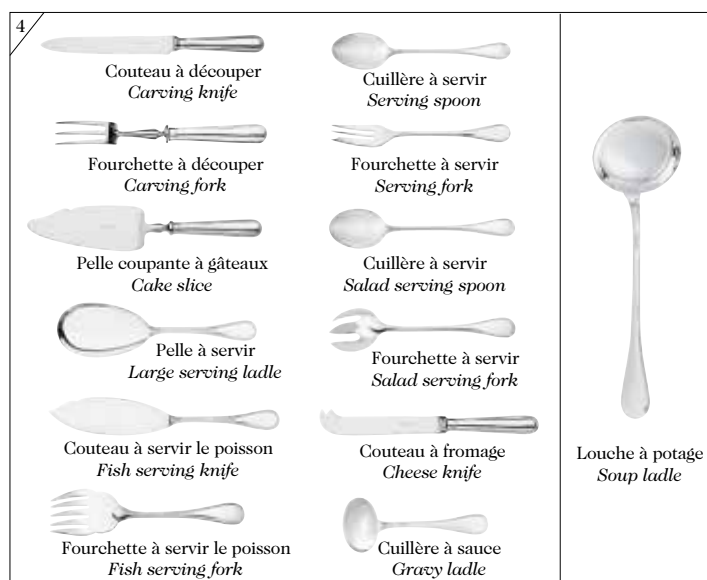 4
Couteau à découper
Carving knife
Cuillère à servir
Serving spoon
Fourchette à découper
Carving fork
Fourchette à servir
Serving fork
Pelle coupante à gâteaux
Cake slice
Cuillère à servir
Salad serving spoon
Pelle à servir
Large serving ladle
Fourchette à servir
Salad serving fork
Couteau à servir le poisson
Fish serving knife
Couteau à fromage
Cheese knife
Fourchette à servir le poisson
Fish serving fork
Cuillère à sauce
Gravy ladle
Louche à potage
Soup ladle